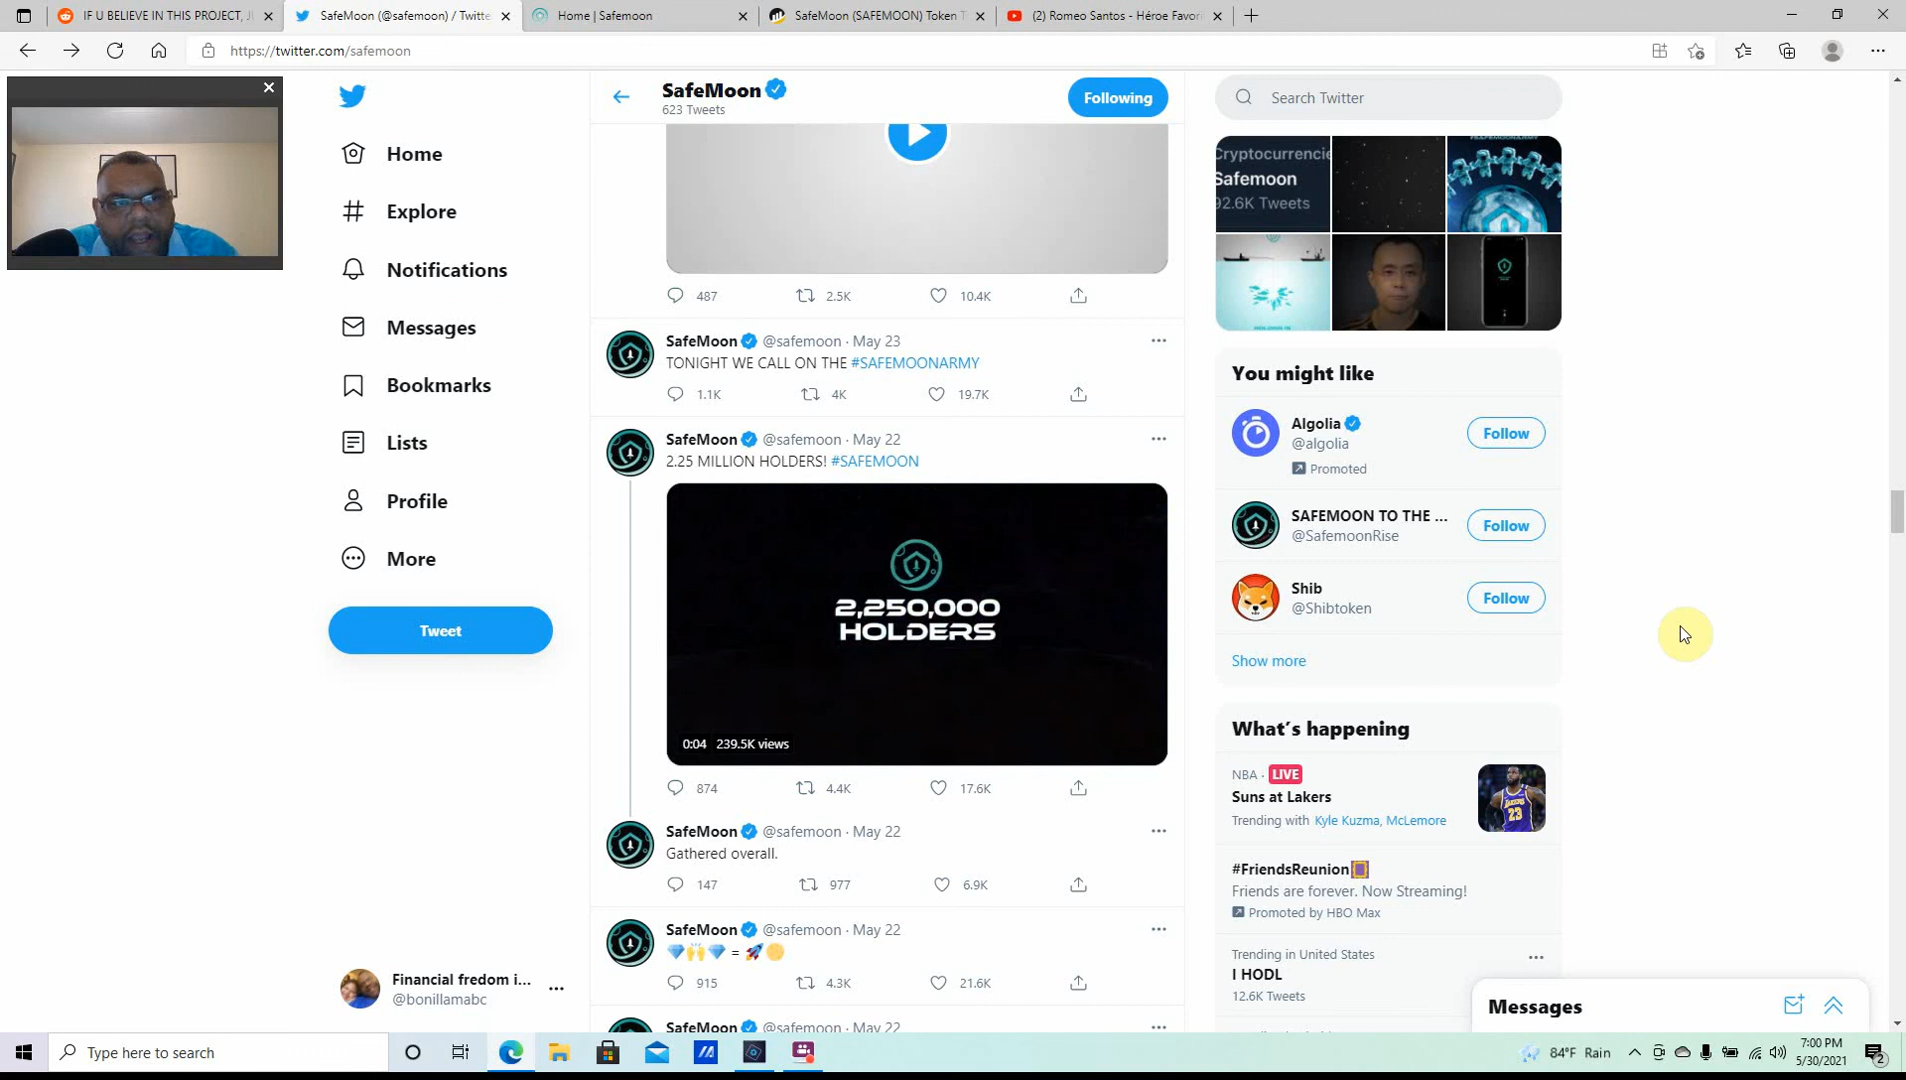 IF U BELIEVE IN THIS PROJECT, J
SafeMoon (@safemoon) / Twitte
Home | Safemoon
SafeMoon (SAFEMOON) Token T
(2) Romeo Santos - Héroe Favori
https://twitter.com/safemoon
SafeMoon
623 Tweets
Following
Search Twitter
Home
Explore
Notifications
Messages
Bookmarks
Lists
Profile
More
Tweet
487 2.5K 10.4K
SafeMoon @safemoon · May 23
TONIGHT WE CALL ON THE #SAFEMOONARMY
1.1K 4K 19.7K
SafeMoon @safemoon · May 22
2.25 MILLION HOLDERS! #SAFEMOON
2,250,000
HOLDERS
0:04 239.5K views
874 4.4K 17.6K
SafeMoon @safemoon · May 22
Gathered overall.
147 977 6.9K
SafeMoon @safemoon · May 22
💎🙌💎 = 🚀🌕
915 4.3K 21.6K
SafeMoon @safemoon · May 22
Cryptocurrencie
Safemoon
92.6K Tweets
You might like
Algolia
@algolia
Promoted
Follow
SAFEMOON TO THE ...
@SafemoonRise
Follow
Shib
@Shibtoken
Follow
Show more
What's happening
NBA · LIVE
Suns at Lakers
Trending with Kyle Kuzma, McLemore
23
#FriendsReunion
Friends are forever. Now Streaming!
Promoted by HBO Max
Trending in United States
I HODL
12.6K Tweets
Messages
Financial fredom i...
@bonillamabc
Type here to search
84°F Rain
7:00 PM
5/30/2021
2